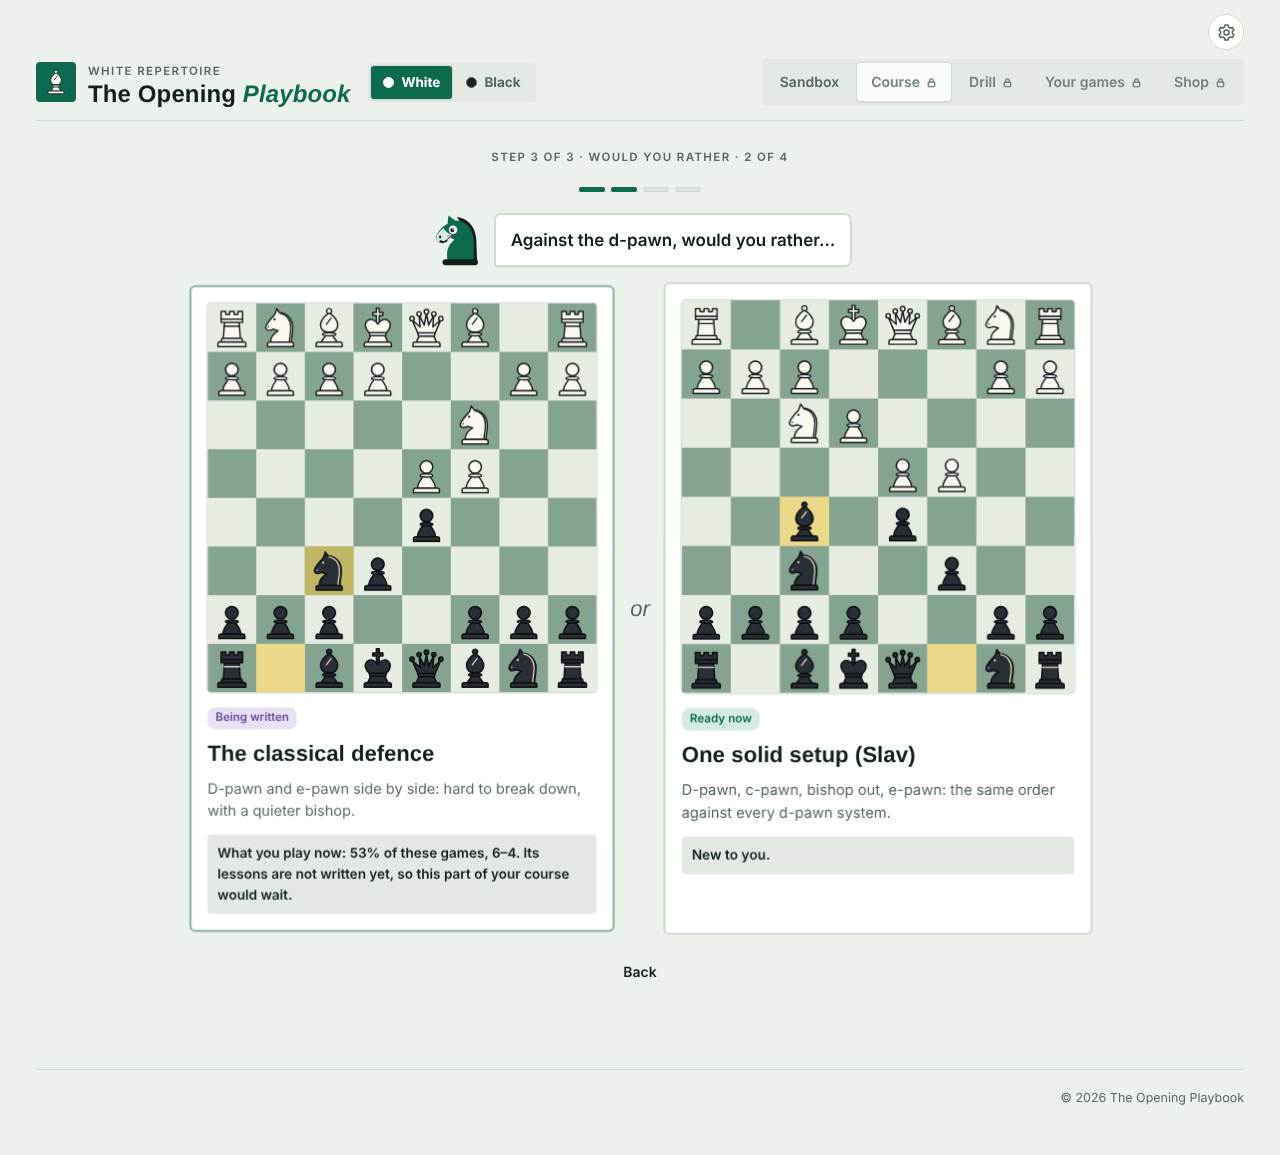 WHITE REPERTOIRE
The Opening Playbook
White
Black
Sandbox
Course
Drill
Your games
Shop
STEP 3 OF 3 · WOULD YOU RATHER · 2 OF 4
Against the d-pawn, would you rather…
Being written
The classical defence
D-pawn and e-pawn side by side: hard to break down,
with a quieter bishop.
What you play now: 53% of these games, 6–4. Its
lessons are not written yet, so this part of your course
would wait.
or
Ready now
One solid setup (Slav)
D-pawn, c-pawn, bishop out, e-pawn: the same order
against every d-pawn system.
New to you.
Back
© 2026 The Opening Playbook